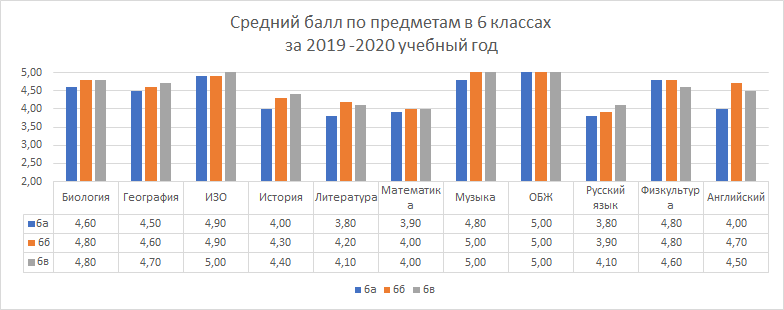 Средний балл по предметам в 6 классах
за 2019 -2020 учебный год
5,00
4,50
4,00
3,50
3,00
2,50
2,00
Биология География ИЗО История Литература Математик
а Музыка ОБЖ Русский
язык Физкультур
а Английский
6а 4,60 4,50 4,90 4,00 3,80 3,90 4,80 5,00 3,80 4,80 4,00
6б 4,80 4,60 4,90 4,30 4,20 4,00 5,00 5,00 3,90 4,80 4,70
6в 4,80 4,70 5,00 4,40 4,10 4,00 5,00 5,00 4,10 4,60 4,50
6а 6б 6в